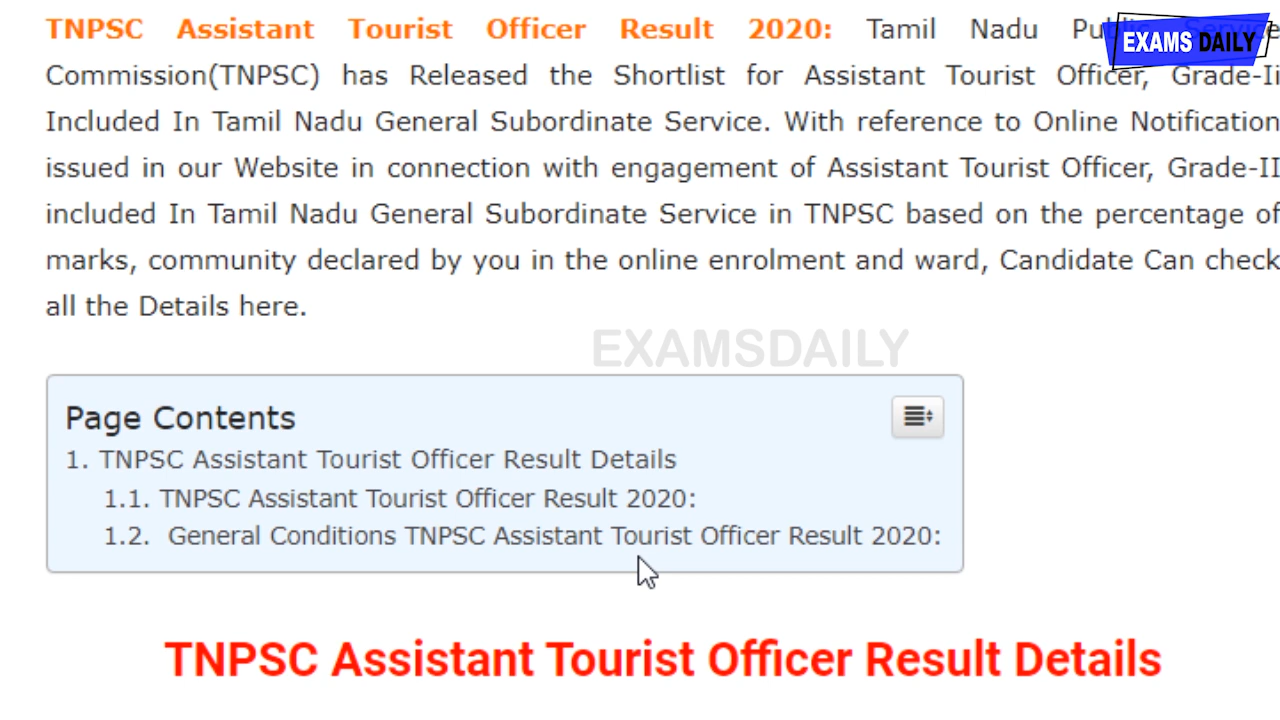 TNPSC Assistant Tourist Officer Result 2020: Tamil Nadu Public Service
EXAMS DAILY
Commission(TNPSC) has Released the Shortlist for Assistant Tourist Officer, Grade-Ii
Included In Tamil Nadu General Subordinate Service. With reference to Online Notification
issued in our Website in connection with engagement of Assistant Tourist Officer, Grade-II
included In Tamil Nadu General Subordinate Service in TNPSC based on the percentage of
marks, community declared by you in the online enrolment and ward, Candidate Can check
all the Details here.
EXAMSDAILY
Page Contents
1. TNPSC Assistant Tourist Officer Result Details
1.1. TNPSC Assistant Tourist Officer Result 2020:
1.2. General Conditions TNPSC Assistant Tourist Officer Result 2020:
TNPSC Assistant Tourist Officer Result Details